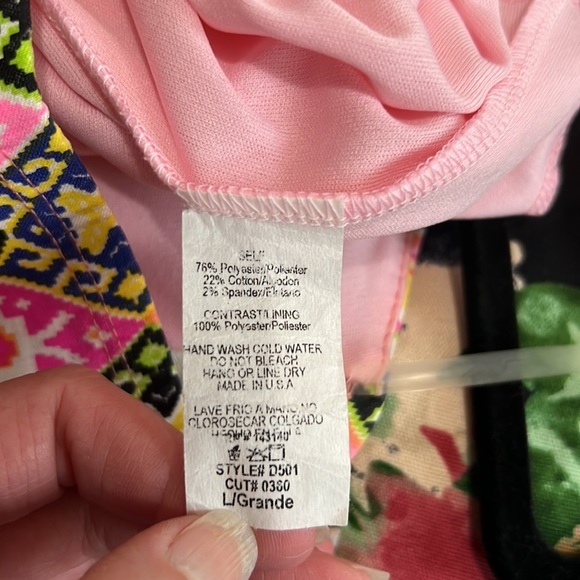 SELF
76% Polyester/Poliester
22% Cotton/Algodon
2% Spandex/Elastano
CONTRAST/LINING
100% Polyester/Poliester
HAND WASH COLD WATER
DO NOT BLEACH
HANG OR LINE DRY
MADE IN U.S.A
LAVE FRIO A MANO.NO
CLOROSECAR COLGADO
STYLE# D501
CUT# 0360
L/Grande